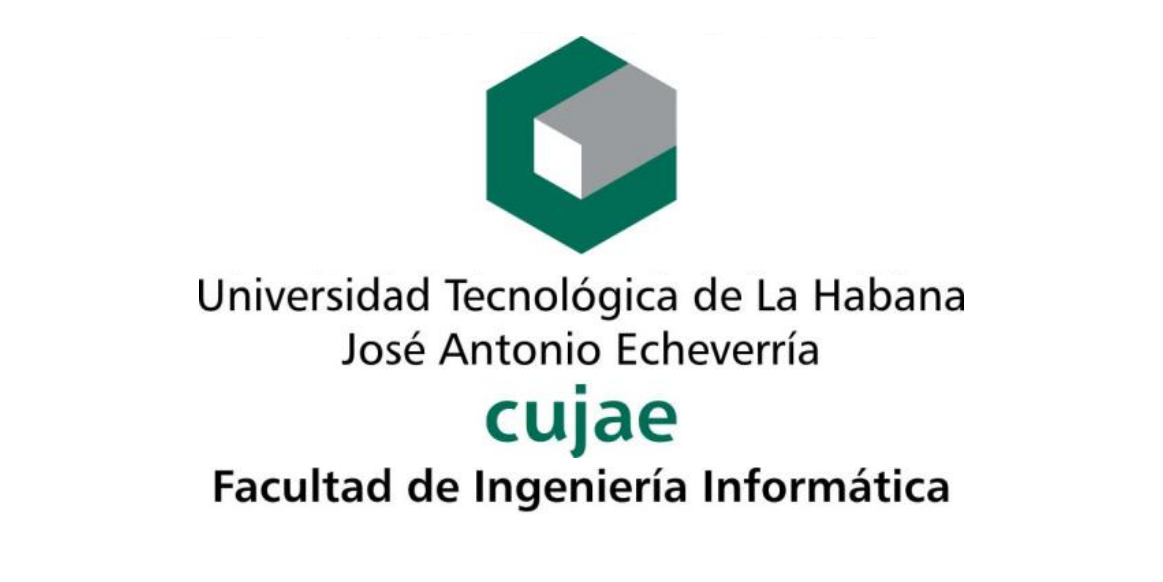 Universidad Tecnológica de La Habana
José Antonio Echeverría
cujae
Facultad de Ingeniería Informática